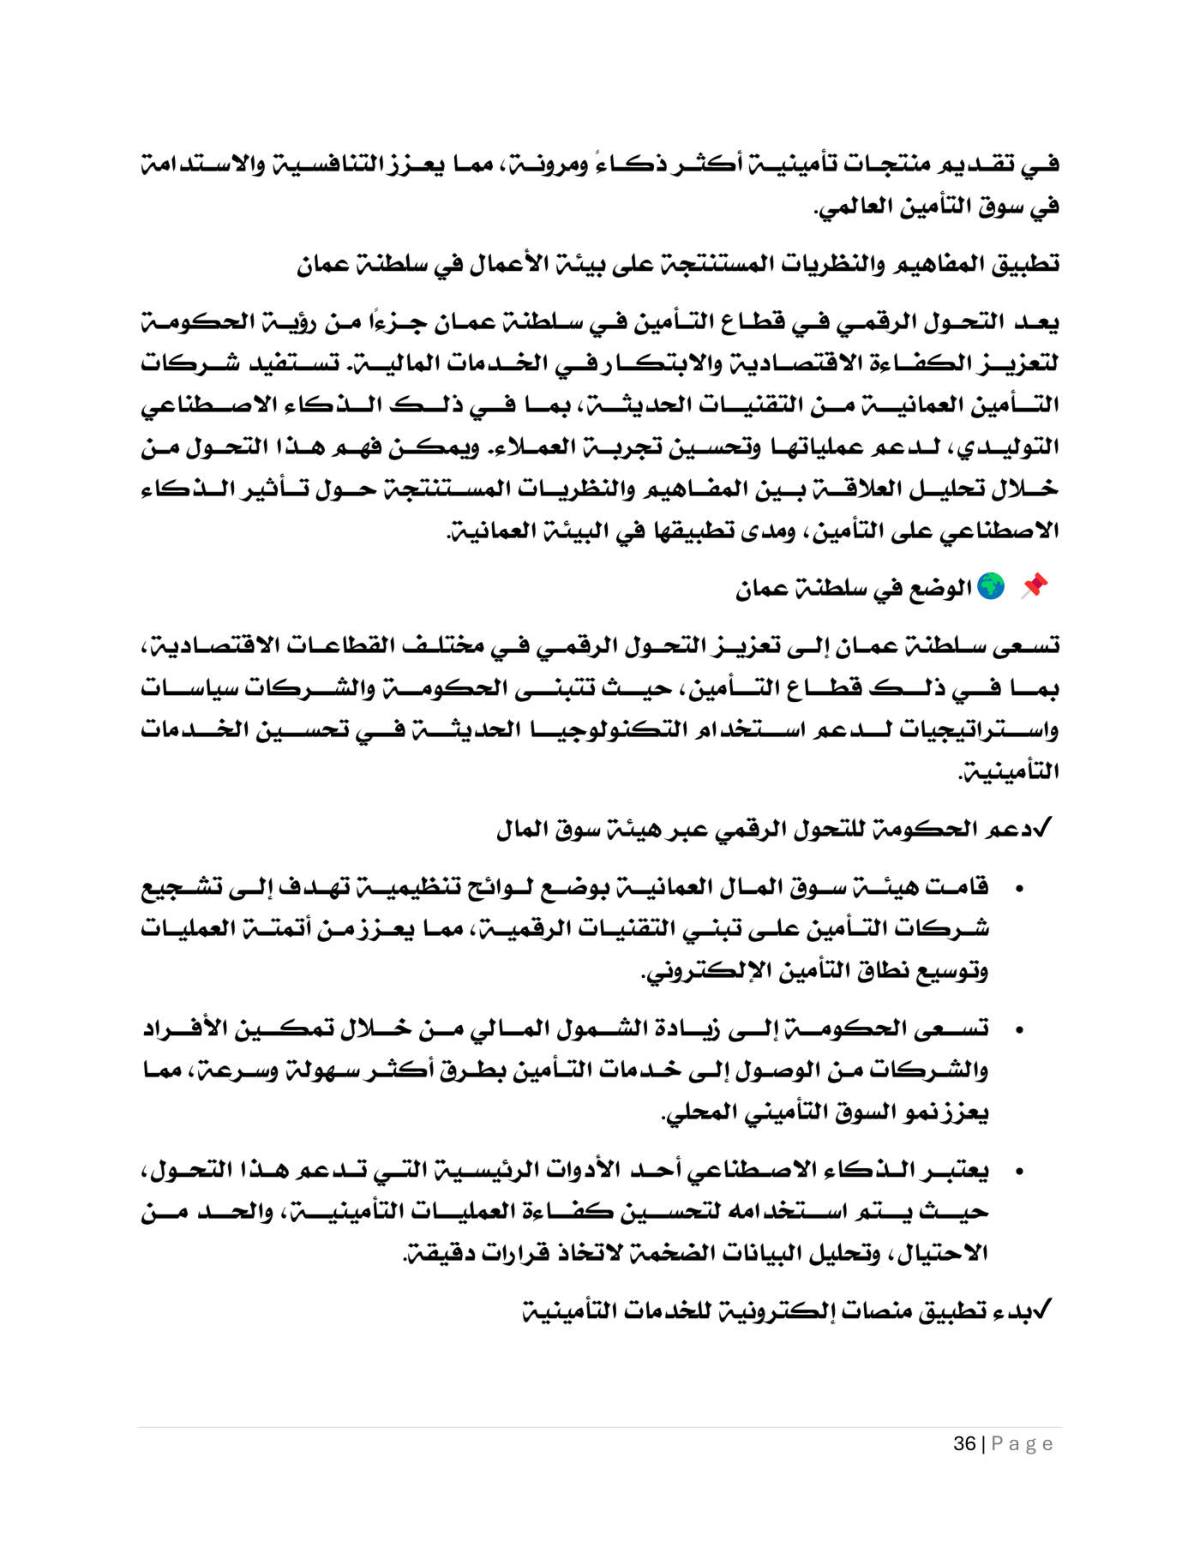 في تقديم منتجات تأمينية أكثر ذكاءً ومرونة، مما يعزز التنافسية والاستدامة
في سوق التأمين العالمي.
تطبيق المفاهيم والنظريات المستنتجة على بيئة الأعمال في سلطنة عمان
يعد التحول الرقمي في قطاع التأمين في سلطنة عمان جزءًا من رؤية الحكومة
لتعزيز الكفاءة الاقتصادية والابتكار في الخدمات المالية. تستفيد شركات
التأمين العمانية من التقنيات الحديثة، بما في ذلك الذكاء الاصطناعي
التوليدي، لدعم عملياتها وتحسين تجربة العملاء. ويمكن فهم هذا التحول من
خلال تحليل العلاقة بين المفاهيم والنظريات المستنتجة حول تأثير الذكاء
الاصطناعي على التأمين، ومدى تطبيقها في البيئة العمانية.
📌 🌍 الوضع في سلطنة عمان
تسعى سلطنة عمان إلى تعزيز التحول الرقمي في مختلف القطاعات الاقتصادية،
بما في ذلك قطاع التأمين، حيث تتبنى الحكومة والشركات سياسات
واستراتيجيات لدعم استخدام التكنولوجيا الحديثة في تحسين الخدمات
التأمينية.
✓دعم الحكومة للتحول الرقمي عبر هيئة سوق المال
• قامت هيئة سوق المال العمانية بوضع لوائح تنظيمية تهدف إلى تشجيع
شركات التأمين على تبني التقنيات الرقمية، مما يعزز من أتمتة العمليات
وتوسيع نطاق التأمين الإلكتروني.
• تسعى الحكومة إلى زيادة الشمول المالي من خلال تمكين الأفراد
والشركات من الوصول إلى خدمات التأمين بطرق أكثر سهولة وسرعة، مما
يعزز نمو السوق التأميني المحلي.
• يعتبر الذكاء الاصطناعي أحد الأدوات الرئيسية التي تدعم هذا التحول،
حيث يتم استخدامه لتحسين كفاءة العمليات التأمينية، والحد من
الاحتيال، وتحليل البيانات الضخمة لاتخاذ قرارات دقيقة.
✓بدء تطبيق منصات إلكترونية للخدمات التأمينية
36 | Page